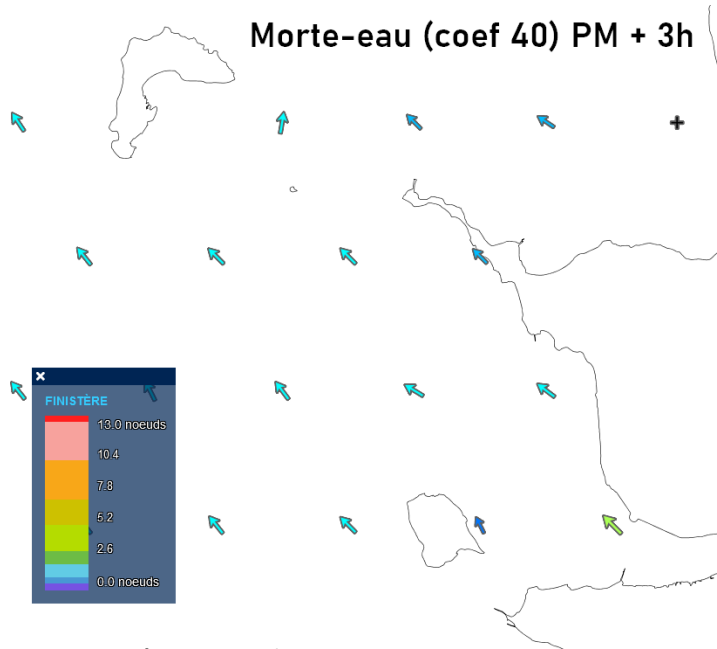 Morte-eau (coef 40) PM + 3h
FINISTÈRE
13.0 noeuds
10.4
7.8
5.2
2.6
0.0 noeuds